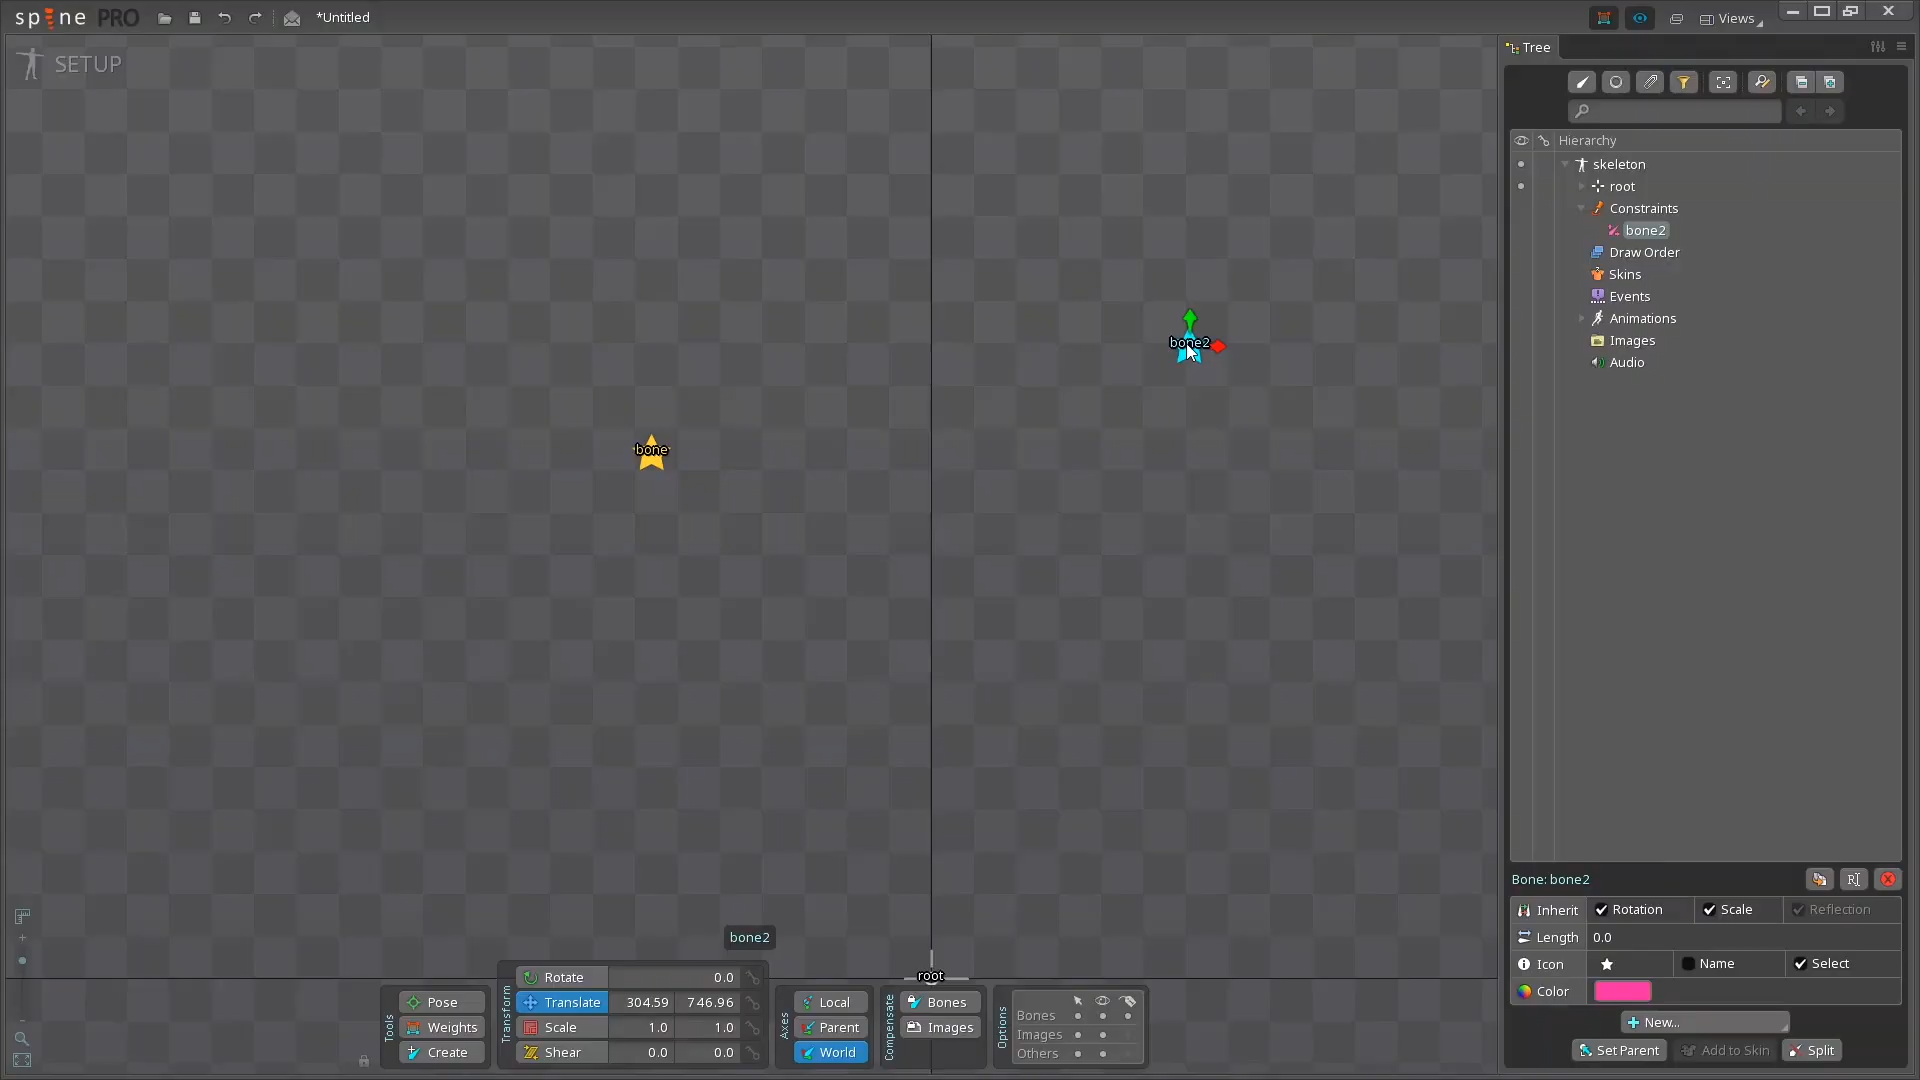 spine PRO
*Untitled
Views
SETUP
Tree
Hierarchy
skeleton
root
Constraints
bone2
Draw Order
Skins
Events
Animations
Images
Audio
bone2
bone
root
bone2
Tools
Pose
Weights
Create
Transform
Rotate 0.0
Translate 304.59 746.96
Scale 1.0 1.0
Shear 0.0 0.0
Axes
Local
Parent
World
Compensate
Bones
Images
Options
Bones
Images
Others
Bone: bone2
Inherit Rotation Scale Reflection
Length 0.0
Icon Name Select
Color
New...
Set Parent Add to Skin Split